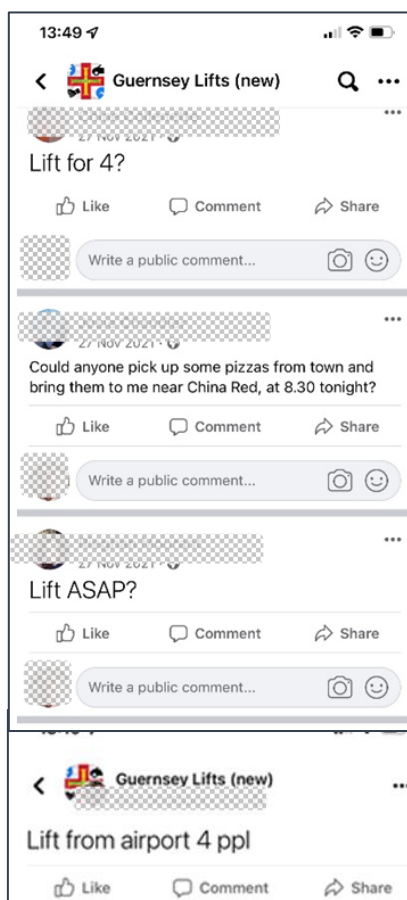 13:49
Guernsey Lifts (new)
27 Nov 2021
Lift for 4?
Like Comment Share
Write a public comment...
27 Nov 2021
Could anyone pick up some pizzas from town and
bring them to me near China Red, at 8.30 tonight?
Like Comment Share
Write a public comment...
27 Nov 2021
Lift ASAP?
Like Comment Share
Write a public comment...
Guernsey Lifts (new)
Lift from airport 4 ppl
Like Comment Share